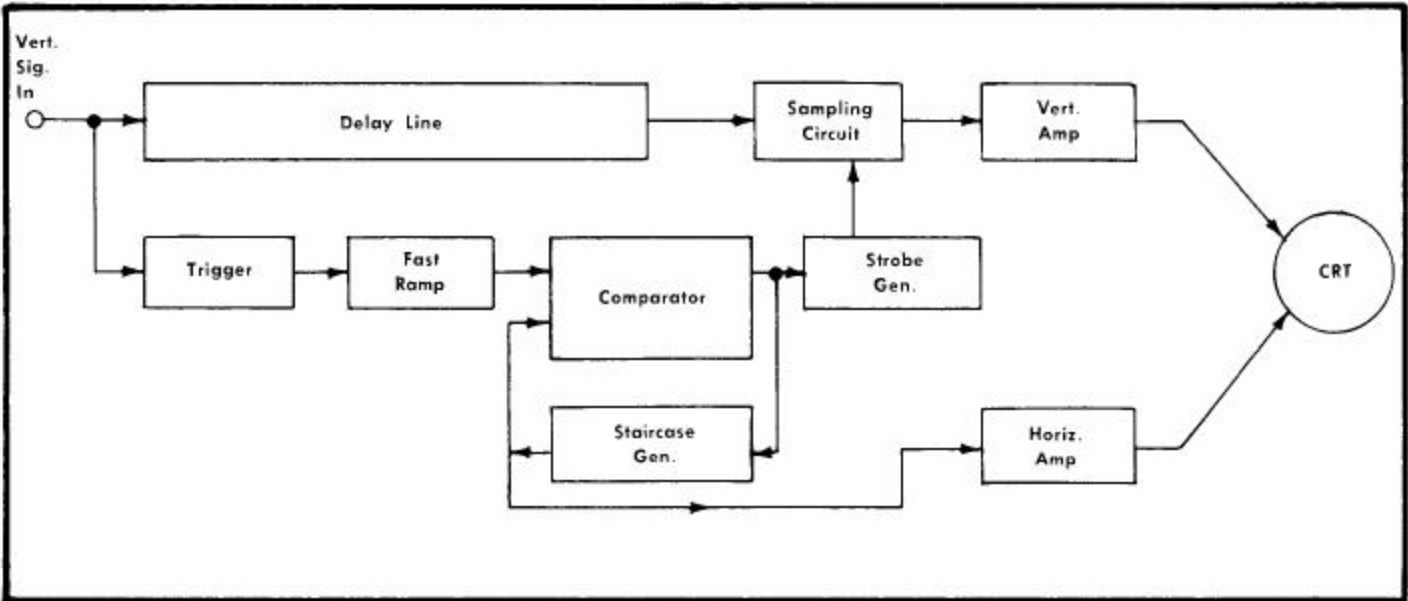 Vert.
Sig.
In
Delay Line
Sampling
Circuit
Vert.
Amp
Trigger
Fast
Ramp
Comparator
Strobe
Gen.
CRT
Staircase
Gen.
Horiz.
Amp